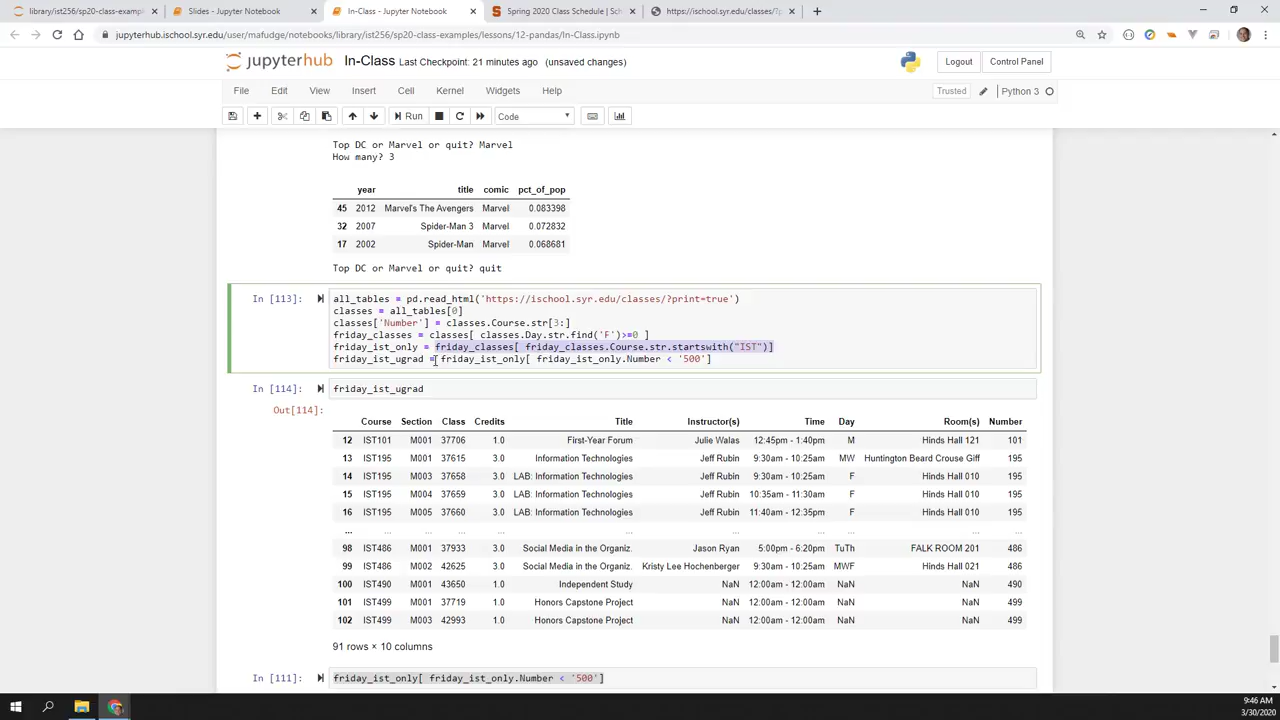 library/ist256/sp20-class-examp
Slides - Jupyter Notebook
In-Class - Jupyter Notebook
Spring 2020 Class Schedule | Sch
https://ischool.syr.edu/classes/?p
jupyterhub.ischool.syr.edu/user/mafudge/notebooks/library/ist256/sp20-class-examples/lessons/12-pandas/In-Class.ipynb
jupyterhub In-Class Last Checkpoint: 21 minutes ago (unsaved changes) Logout Control Panel
File Edit View Insert Cell Kernel Widgets Help Trusted Python 3
Run Code
Top DC or Marvel or quit? Marvel
How many? 3
year title comic pct_of_pop
45 2012 Marvel's The Avengers Marvel 0.083398
32 2007 Spider-Man 3 Marvel 0.072832
17 2002 Spider-Man Marvel 0.068681
Top DC or Marvel or quit? quit
In [113]: all_tables = pd.read_html('https://ischool.syr.edu/classes/?print=true')
classes = all_tables[0]
classes['Number'] = classes.Course.str[3:]
friday_classes = classes[ classes.Day.str.find('F')>=0 ]
friday_ist_only = friday_classes[ friday_classes.Course.str.startswith("IST")]
friday_ist_ugrad = friday_ist_only[ friday_ist_only.Number < '500']
In [114]: friday_ist_ugrad
Out[114]:
Course Section Class Credits Title Instructor(s) Time Day Room(s) Number
12 IST101 M001 37706 1.0 First-Year Forum Julie Walas 12:45pm - 1:40pm M Hinds Hall 121 101
13 IST195 M001 37615 3.0 Information Technologies Jeff Rubin 9:30am - 10:25am MW Huntington Beard Crouse Giff 195
14 IST195 M003 37658 3.0 LAB: Information Technologies Jeff Rubin 9:30am - 10:25am F Hinds Hall 010 195
15 IST195 M004 37659 3.0 LAB: Information Technologies Jeff Rubin 10:35am - 11:30am F Hinds Hall 010 195
16 IST195 M005 37660 3.0 LAB: Information Technologies Jeff Rubin 11:40am - 12:35pm F Hinds Hall 010 195
... ... ... ... ... ... ... ... ... ... ...
98 IST486 M001 37933 3.0 Social Media in the Organiz. Jason Ryan 5:00pm - 6:20pm TuTh FALK ROOM 201 486
99 IST486 M002 42625 3.0 Social Media in the Organiz. Kristy Lee Hochenberger 9:30am - 10:25am MWF Hinds Hall 021 486
100 IST490 M001 43650 1.0 Independent Study NaN 12:00am - 12:00am NaN NaN 490
101 IST499 M001 37719 1.0 Honors Capstone Project NaN 12:00am - 12:00am NaN NaN 499
102 IST499 M003 42993 1.0 Honors Capstone Project NaN 12:00am - 12:00am NaN NaN 499
91 rows × 10 columns
In [111]: friday_ist_only[ friday_ist_only.Number < '500']
9:46 AM
3/30/2020